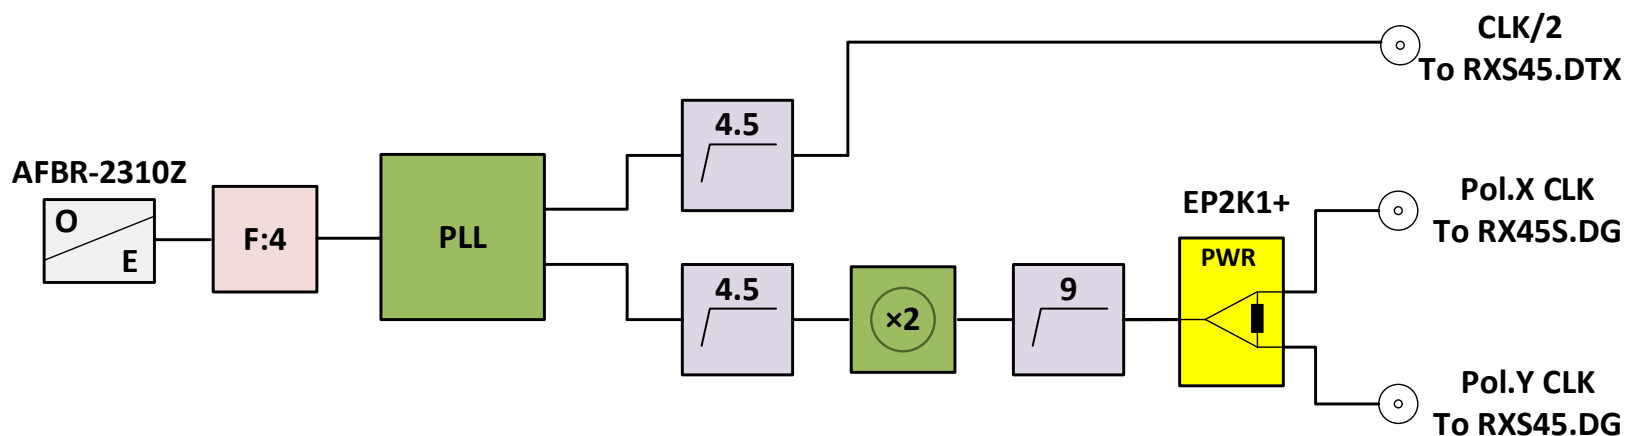 CLK/2
To RXS45.DTX
4.5
AFBR-2310Z
O
E
F:4
PLL
Pol.X CLK
To RX45S.DG
EP2K1+
PWR
4.5
×2
9
Pol.Y CLK
To RXS45.DG